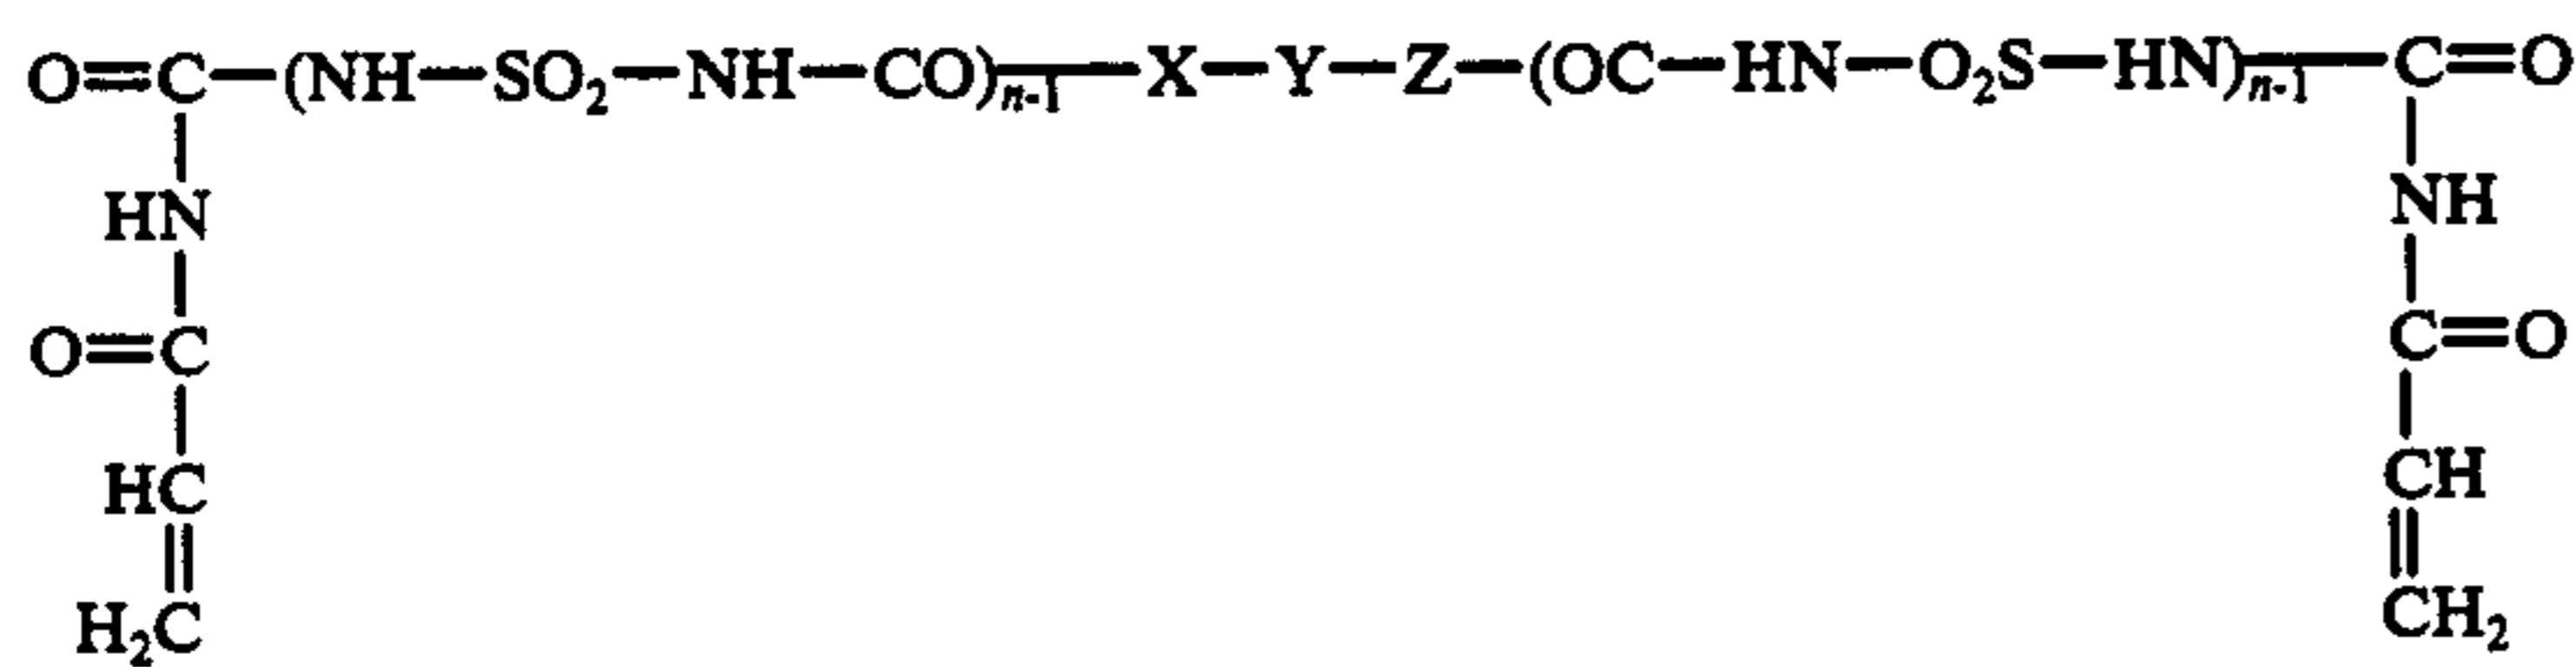 O=C—(NH—SO₂—NH—CO)ₙ₋₁—X—Y—Z—(OC—HN—O₂S—HN)ₙ₋₁—C=O
HN NH
O=C C=O
HC CH
H₂C CH₂